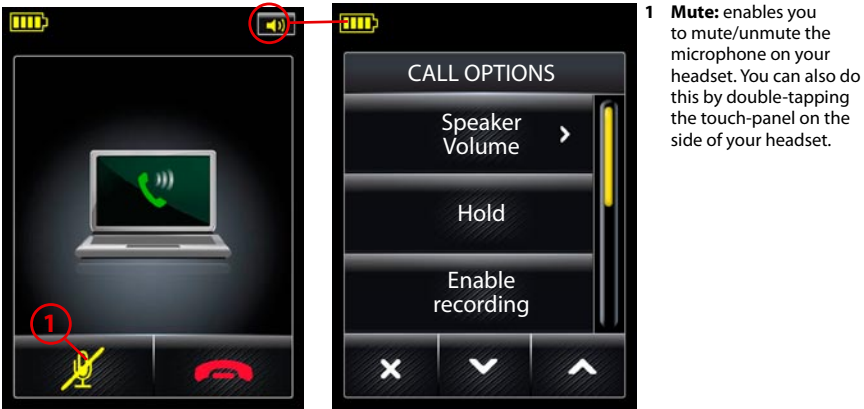 1
CALL OPTIONS
Speaker
Volume
Hold
Enable
recording
1 Mute: enables you
to mute/unmute the
microphone on your
headset. You can also do
this by double-tapping
the touch-panel on the
side of your headset.